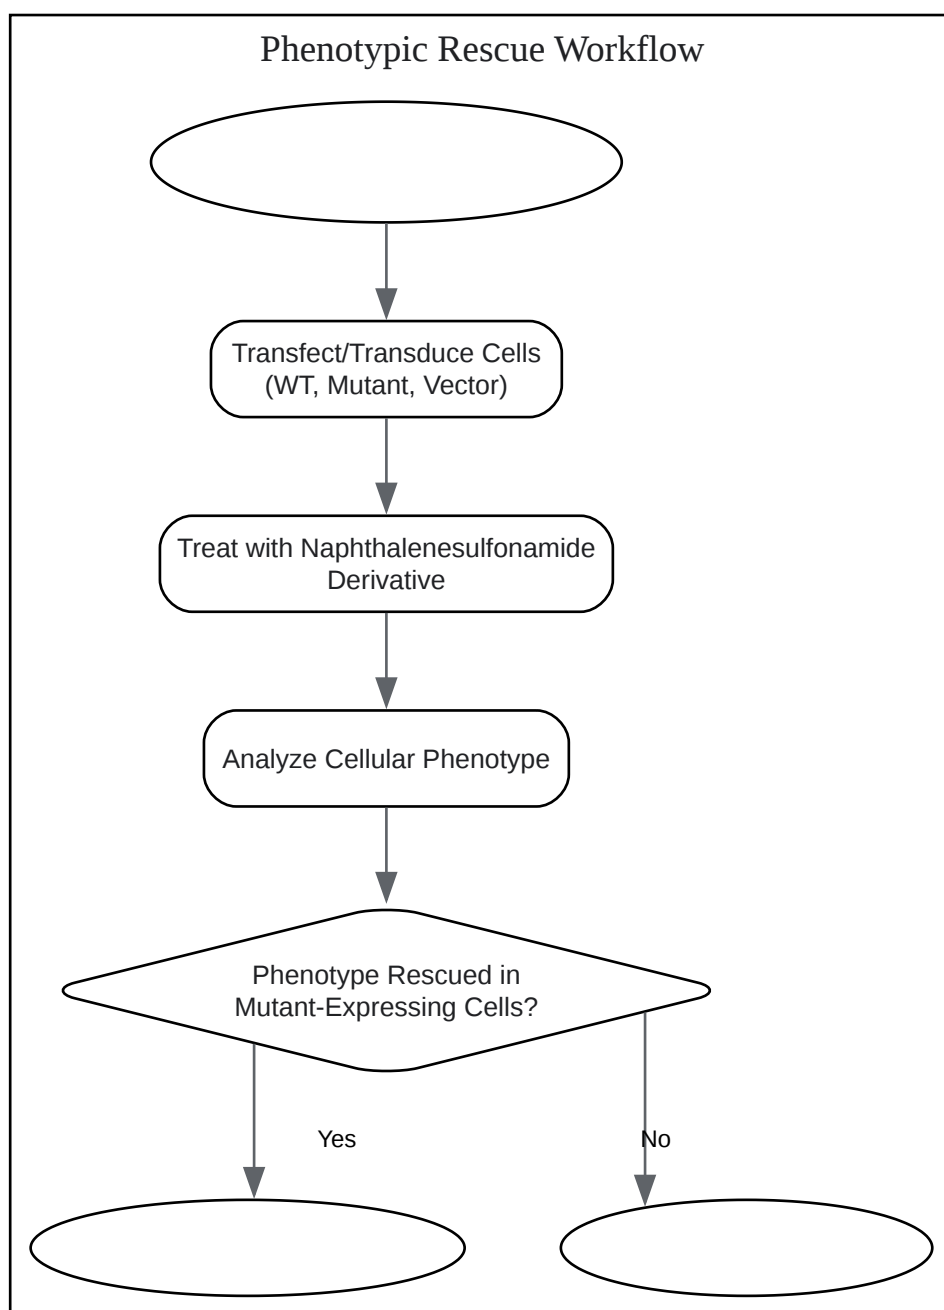 Phenotypic Rescue Workflow
Transfect/Transduce Cells
(WT, Mutant, Vector)
Treat with Naphthalenesulfonamide
Derivative
Analyze Cellular Phenotype
Phenotype Rescued in
Mutant-Expressing Cells?
Yes
No